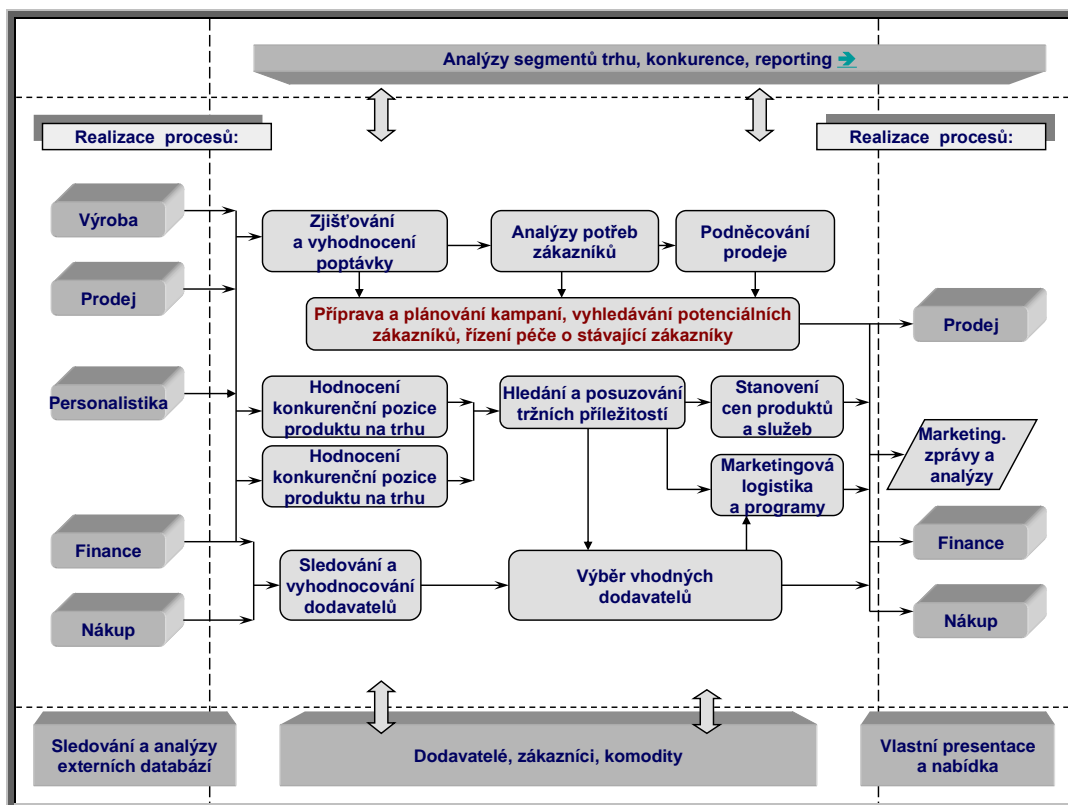 Analýzy segmentů trhu, konkurence, reporting ➔
Realizace procesů:
Realizace procesů:
Výroba
Prodej
Personalistika
Finance
Nákup
Zjišťování
a vyhodnocení
poptávky
Analýzy potřeb
zákazníků
Podněcování
prodeje
Příprava a plánování kampaní, vyhledávání potenciálních
zákazníků, řízení péče o stávající zákazníky
Hodnocení
konkurenční pozice
produktu na trhu
Hodnocení
konkurenční pozice
produktu na trhu
Hledání a posuzování
tržních příležitostí
Stanovení
cen produktů
a služeb
Marketingová
logistika
a programy
Sledování a
vyhodnocování
dodavatelů
Výběr vhodných
dodavatelů
Prodej
Marketing.
zprávy a
analýzy
Finance
Nákup
Sledování a analýzy
externích databází
Dodavatelé, zákazníci, komodity
Vlastní presentace
a nabídka